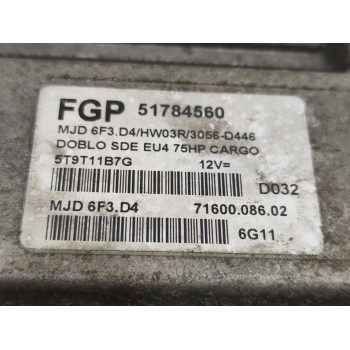 FGP 51784560
MJD 6F3.D4/HW03R/3056-D446
DOBLO SDE EU4 75HP CARGO
5T9T11B7G 12V=
D032
MJD 6F3.D4 71600.086.02
6G11